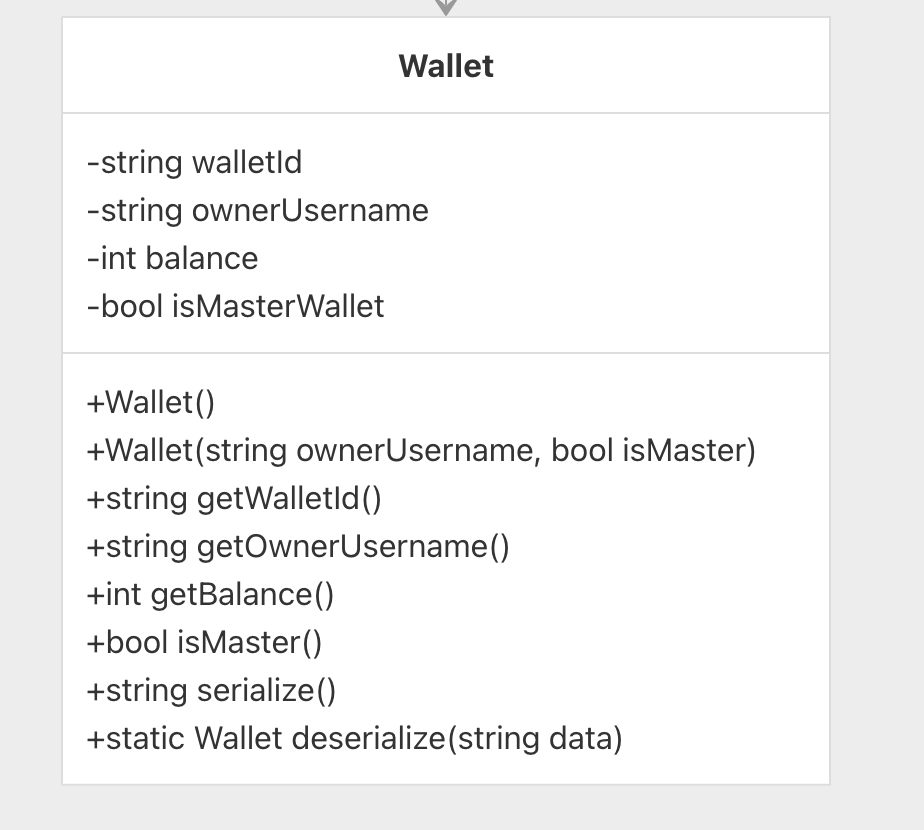 Wallet
-string walletId
-string ownerUsername
-int balance
-bool isMasterWallet
+Wallet()
+Wallet(string ownerUsername, bool isMaster)
+string getWalletId()
+string getOwnerUsername()
+int getBalance()
+bool isMaster()
+string serialize()
+static Wallet deserialize(string data)